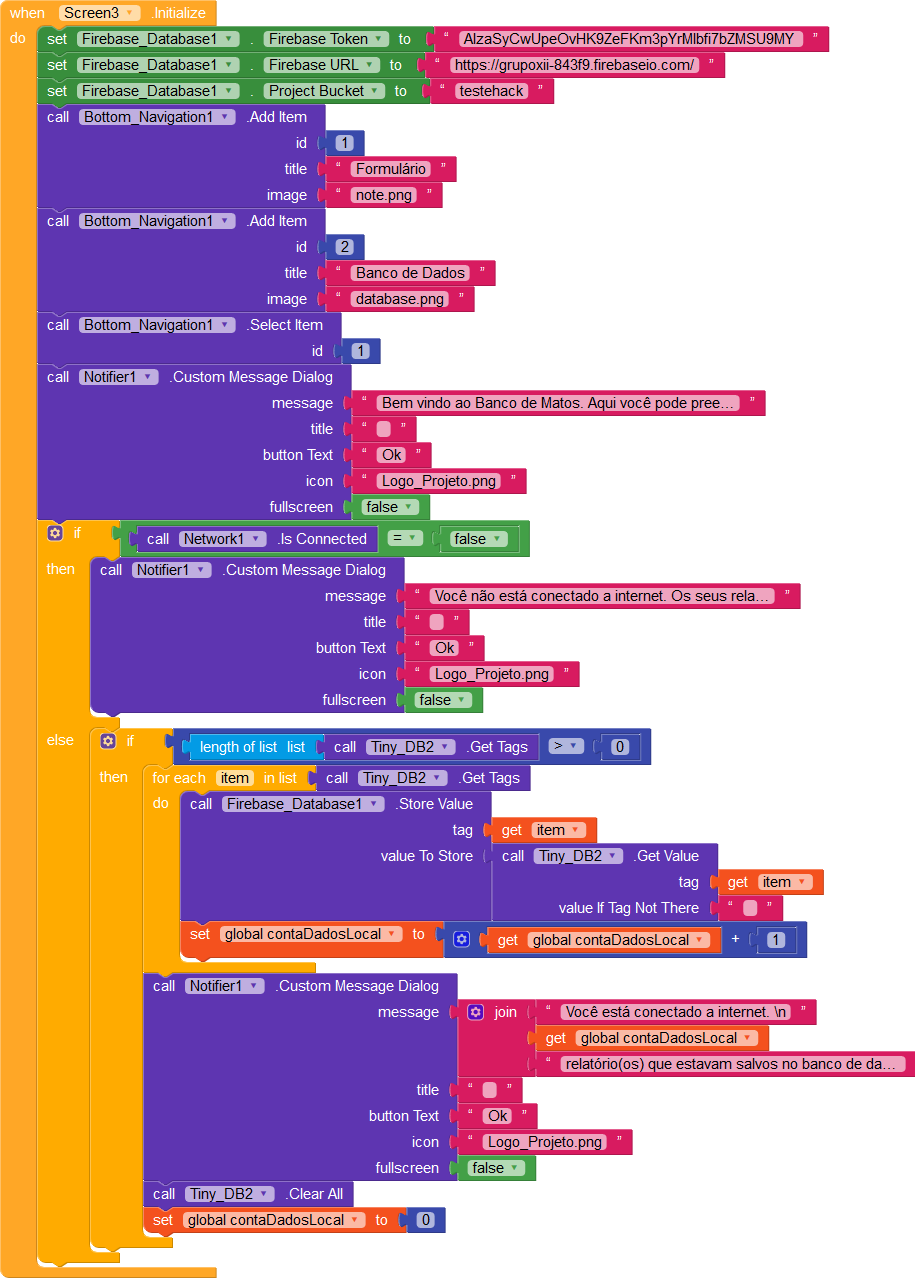 when Screen3 .Initialize
do set Firebase_Database1 . Firebase Token to “ AIzaSyCwUpeOvHK9ZeFKm3pYrMlbfi7bZMSU9MY ”
set Firebase_Database1 . Firebase URL to “ https://grupoxii-843f9.firebaseio.com/ ”
set Firebase_Database1 . Project Bucket to “ testehack ”
call Bottom_Navigation1 .Add Item
id 1
title “ Formulário ”
image “ note.png ”
call Bottom_Navigation1 .Add Item
id 2
title “ Banco de Dados ”
image “ database.png ”
call Bottom_Navigation1 .Select Item
id 1
call Notifier1 .Custom Message Dialog
message “ Bem vindo ao Banco de Matos. Aqui você pode pree... ”
title “ ”
button Text “ Ok ”
icon “ Logo_Projeto.png ”
fullscreen false
if call Network1 .Is Connected = false
then call Notifier1 .Custom Message Dialog
message “ Você não está conectado a internet. Os seus rela... ”
title “ ”
button Text “ Ok ”
icon “ Logo_Projeto.png ”
fullscreen false
else if length of list list call Tiny_DB2 .Get Tags > 0
then for each item in list call Tiny_DB2 .Get Tags
do call Firebase_Database1 .Store Value
tag get item
value To Store call Tiny_DB2 .Get Value
tag get item
value If Tag Not There “ ”
set global contaDadosLocal to get global contaDadosLocal + 1
call Notifier1 .Custom Message Dialog
message join “ Você está conectado a internet. \n ”
get global contaDadosLocal
“ relatório(os) que estavam salvos no banco de da... ”
title “ ”
button Text “ Ok ”
icon “ Logo_Projeto.png ”
fullscreen false
call Tiny_DB2 .Clear All
set global contaDadosLocal to 0